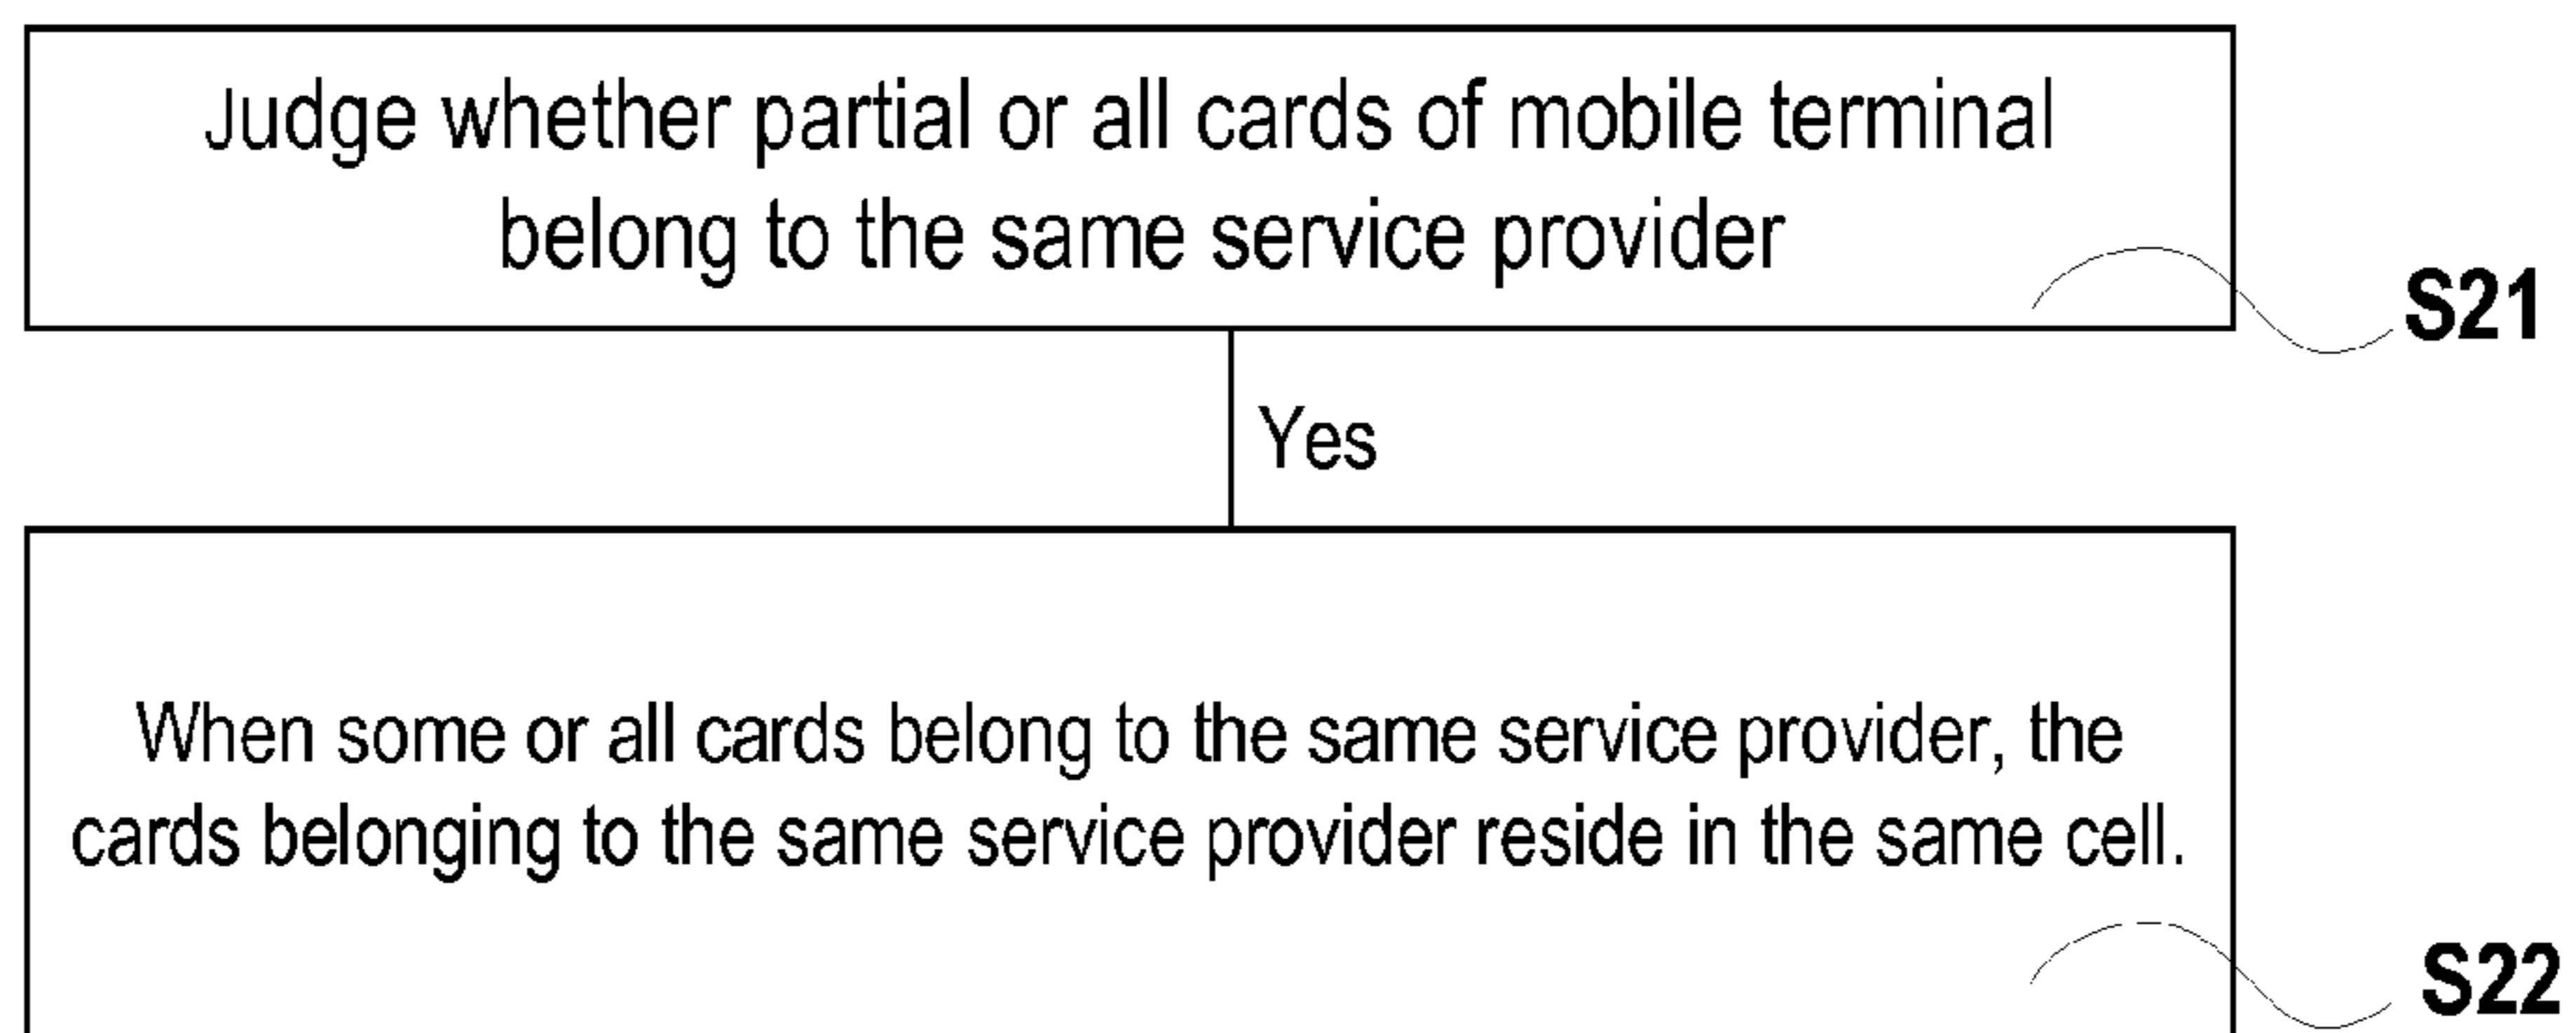 Judge whether partial or all cards of mobile terminal
belong to the same service provider
S21
Yes
When some or all cards belong to the same service provider, the
cards belonging to the same service provider reside in the same cell.
S22